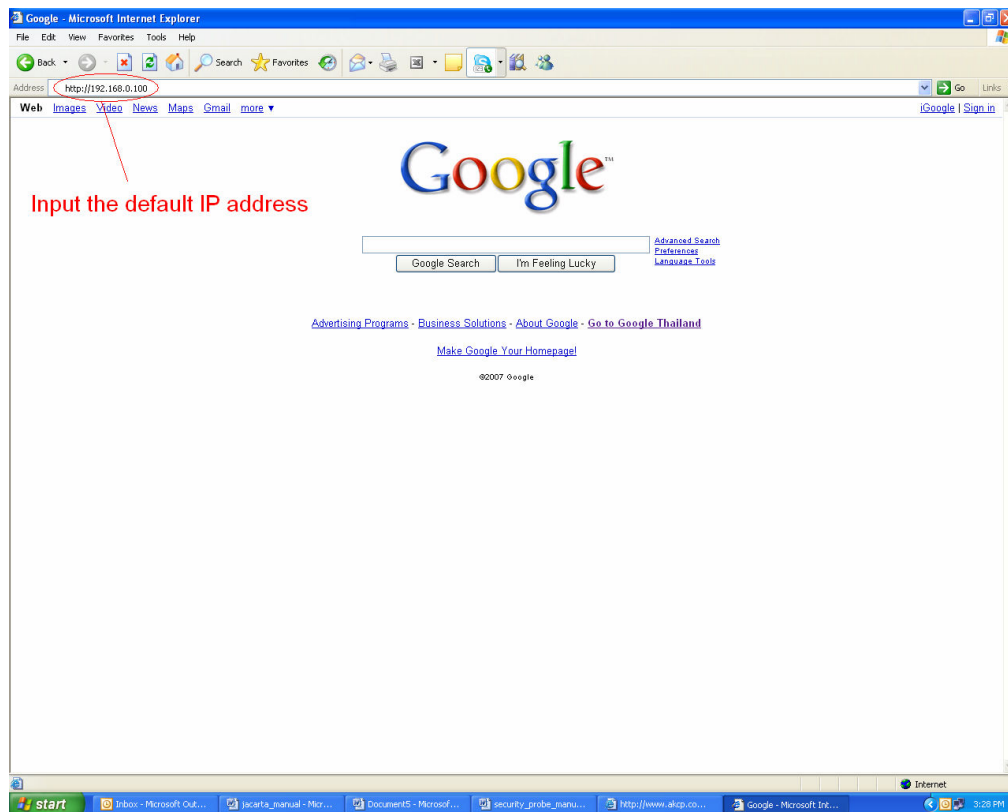 Google - Microsoft Internet Explorer
File Edit View Favorites Tools Help
Back Search Favorites
Address http://192.168.0.100 Go Links
Web Images Video News Maps Gmail more ▼ iGoogle | Sign in
Google™
Input the default IP address
Advanced Search
Preferences
Language Tools
Google Search I'm Feeling Lucky
Advertising Programs - Business Solutions - About Google - Go to Google Thailand
Make Google Your Homepage!
©2007 Google
Internet
start Inbox - Microsoft Out... jacarta_manual - Micr... Document5 - Microsof... security_probe_manu... http://www.akcp.co... Google - Microsoft Int... 3:28 PM